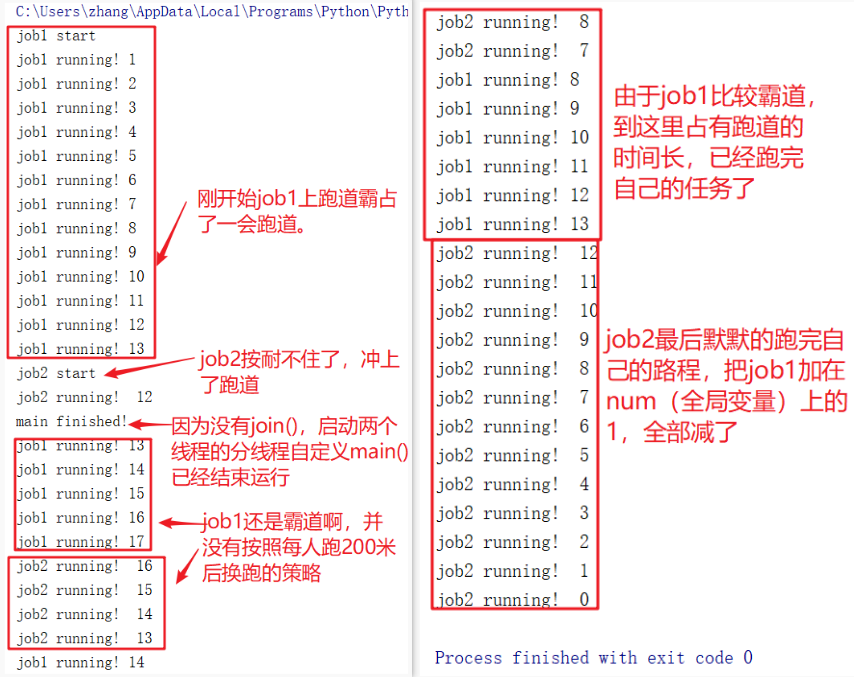 C:\Users\zhang\AppData\Local\Programs\Python\Pyth
job1 start
job1 running! 1
job1 running! 2
job1 running! 3
job1 running! 4
job1 running! 5
job1 running! 6
job1 running! 7
job1 running! 8
job1 running! 9
job1 running! 10
job1 running! 11
job1 running! 12
job1 running! 13
job2 start
job2 running! 12
main finished!
job1 running! 13
job1 running! 14
job1 running! 15
job1 running! 16
job1 running! 17
job2 running! 16
job2 running! 15
job2 running! 14
job2 running! 13
job1 running! 14
刚开始job1上跑道霸占
了一会跑道。
job2按耐不住了，冲上
了跑道
因为没有join()，启动两个
线程的分线程自定义main()
已经结束运行
job1还是霸道啊，并
没有按照每人跑200米
后换跑的策略
job2 running! 8
job2 running! 7
job1 running! 8
job1 running! 9
job1 running! 10
job1 running! 11
job1 running! 12
job1 running! 13
job2 running! 12
job2 running! 11
job2 running! 10
job2 running! 9
job2 running! 8
job2 running! 7
job2 running! 6
job2 running! 5
job2 running! 4
job2 running! 3
job2 running! 2
job2 running! 1
job2 running! 0
Process finished with exit code 0
由于job1比较霸道，
到这里占有跑道的
时间长，已经跑完
自己的任务了
job2最后默默的跑完自
己的路程，把job1加在
num（全局变量）上的
1，全部减了